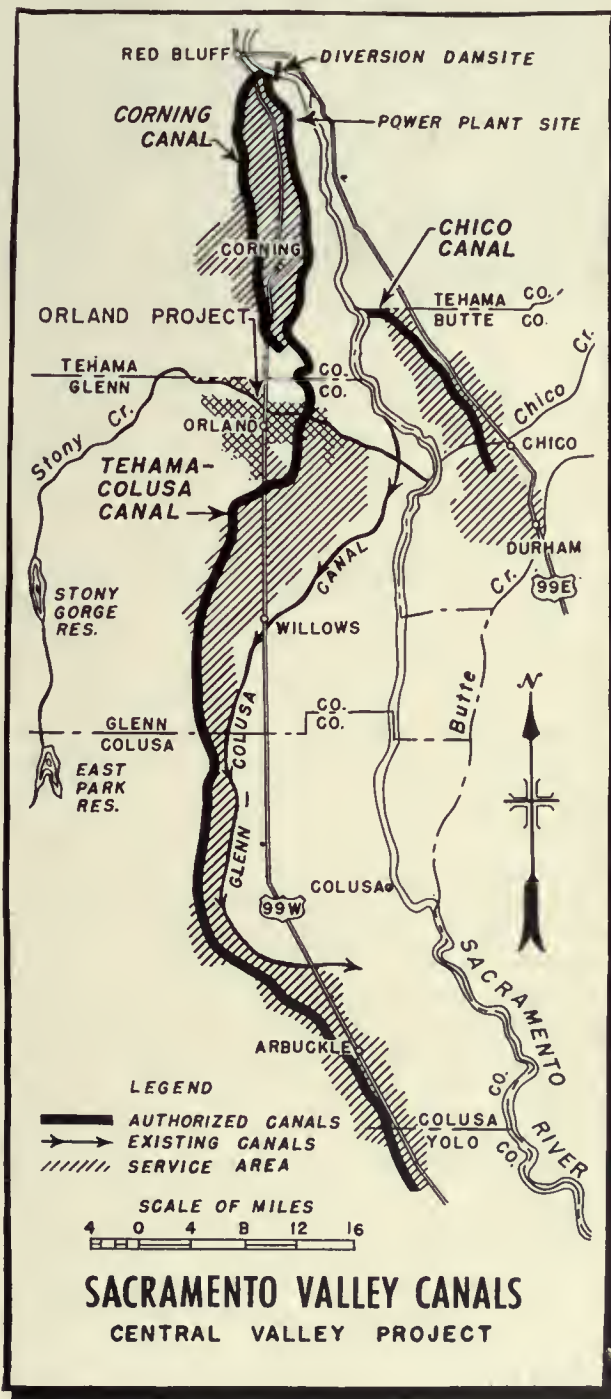 RED BLUFF
DIVERSION DAMSITE
CORNING
CANAL
POWER PLANT SITE
CORNING
CHICO
CANAL
TEHAMA CO.
BUTTE CO.
ORLAND PROJECT
TEHAMA CO.
GLENN CO.
Stony Cr.
ORLAND
Chico Cr.
CHICO
TEHAMA-
COLUSA
CANAL
DURHAM
99E
STONY
GORGE
RES.
CANAL
WILLOWS
Butte Cr.
N
GLENN CO.
COLUSA CO.
EAST
PARK
RES.
GLENN - COLUSA
COLUSA
99W
SACRAMENTO RIVER
ARBUCKLE
COLUSA CO.
YOLO CO.
LEGEND
AUTHORIZED CANALS
EXISTING CANALS
SERVICE AREA
SCALE OF MILES
4 0 4 8 12 16
SACRAMENTO VALLEY CANALS
CENTRAL VALLEY PROJECT